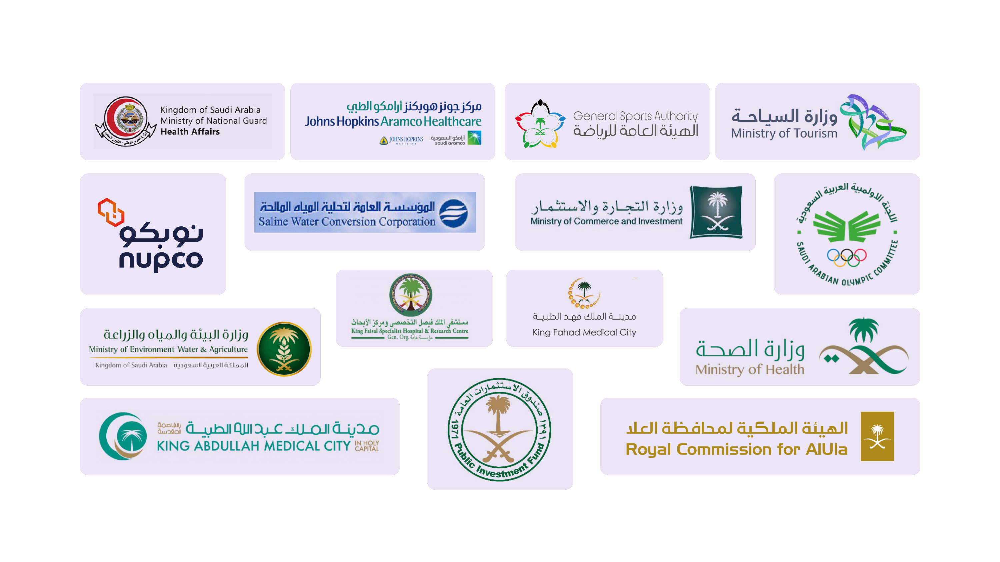 Kingdom of Saudi Arabia
Ministry of National Guard
Health Affairs
وزارة الحرس الوطني - الشؤون الصحية
مركز جونز هوبكنز أرامكو الطبي
Johns Hopkins Aramco Healthcare
JOHNS HOPKINS
MEDICINE
أرامكو السعودية
saudi aramco
General Sports Authority
الهيئة العامة للرياضة
وزارة السياحة
Ministry of Tourism
نوبكو
nupco
المؤسسة العامة لتحلية المياه المالحة
Saline Water Conversion Corporation
وزارة التجارة والاستثمار
Ministry of Commerce and Investment
اللجنة الاولمبية العربية السعودية
SAUDI ARABIAN OLYMPIC COMMITTEE
مستشفى الملك فيصل التخصصي ومركز الأبحاث
King Faisal Specialist Hospital & Research Centre
Gen. Org. مؤسسة عامة
مدينة الملك فهد الطبية
King Fahad Medical City
وزارة البيئة والمياه والزراعة
Ministry of Environment Water & Agriculture
Kingdom of Saudi Arabia المملكة العربية السعودية
وزارة الصحة
Ministry of Health
مدينة الملك عبدالله الطبية بالعاصمة المقدسة
KING ABDULLAH MEDICAL CITY IN HOLY CAPITAL
صندوق الاستثمارات العامة
١٣٩١ 1971
Public Investment Fund
الهيئة الملكية لمحافظة العلا
Royal Commission for AlUla